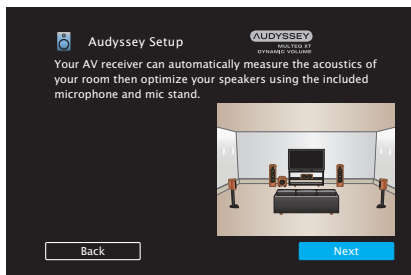 Audyssey Setup
AUDYSSEY
MULTEQ XT
DYNAMIC VOLUME
Your AV receiver can automatically measure the acoustics of
your room then optimize your speakers using the included
microphone and mic stand.
Back
Next